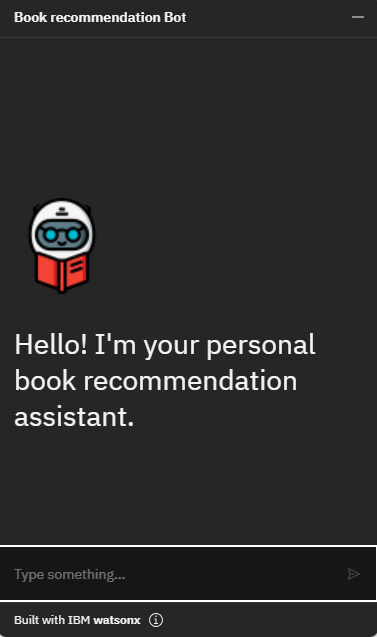 Book recommendation Bot
Hello! I'm your personal
book recommendation
assistant.
Type something...
Built with IBM watsonx